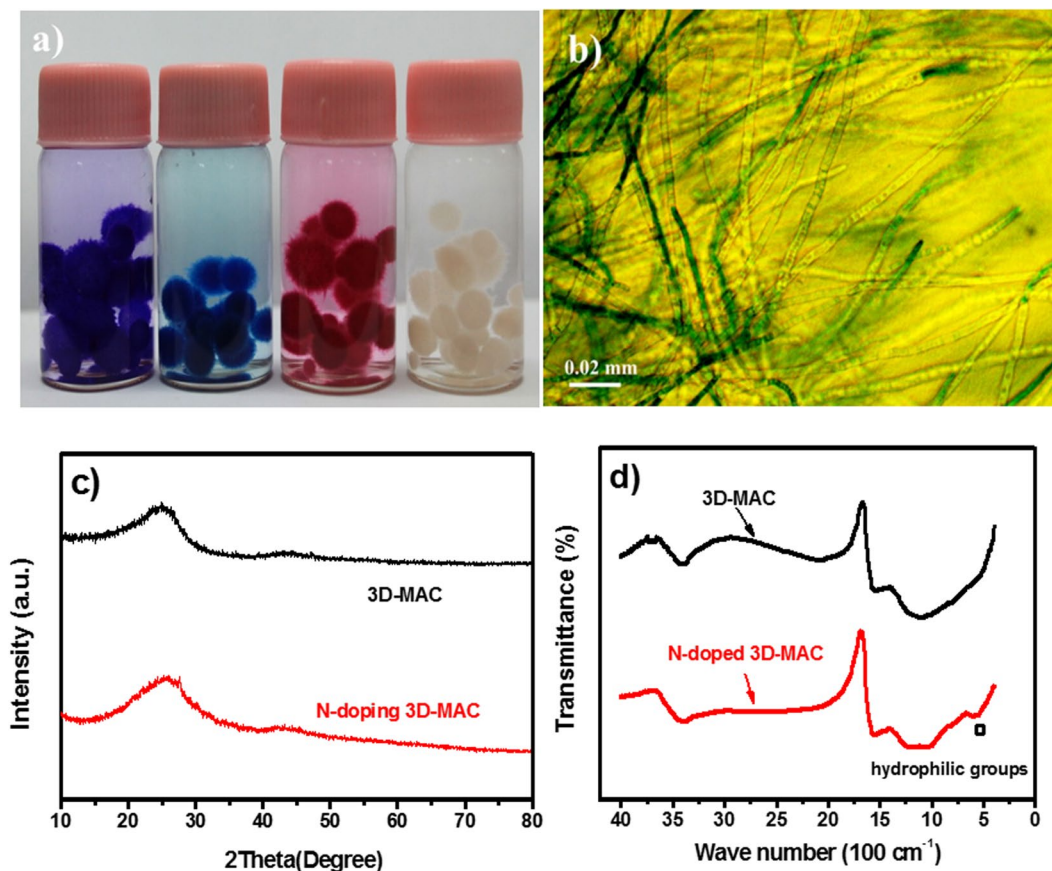 a)
b)
0.02 mm
c)
Intensity (a.u.)
3D-MAC
N-doping 3D-MAC
10 20 30 40 50 60 70 80
2Theta(Degree)
d)
Transmittance (%)
3D-MAC
N-doped 3D-MAC
hydrophilic groups
40 35 30 25 20 15 10 5 0
Wave number (100 cm⁻¹)